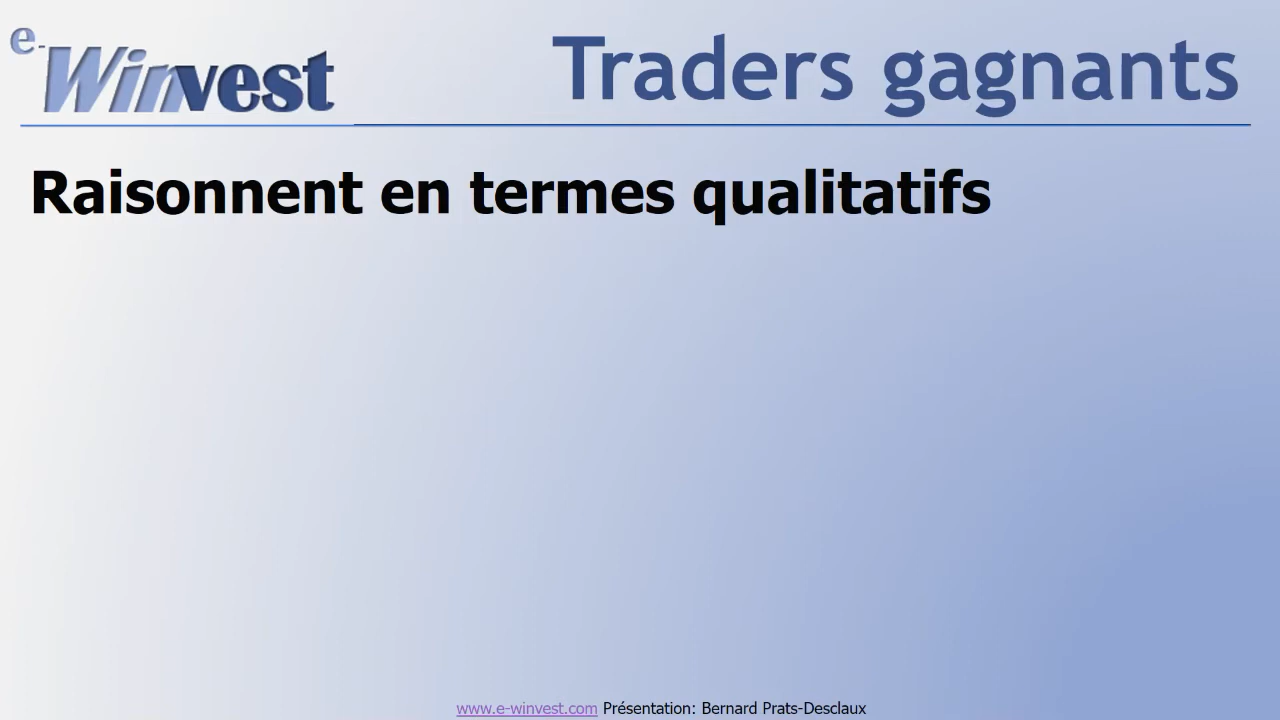 e-Winvest
Traders gagnants
Raisonnent en termes qualitatifs
www.e-winvest.com Présentation: Bernard Prats-Desclaux